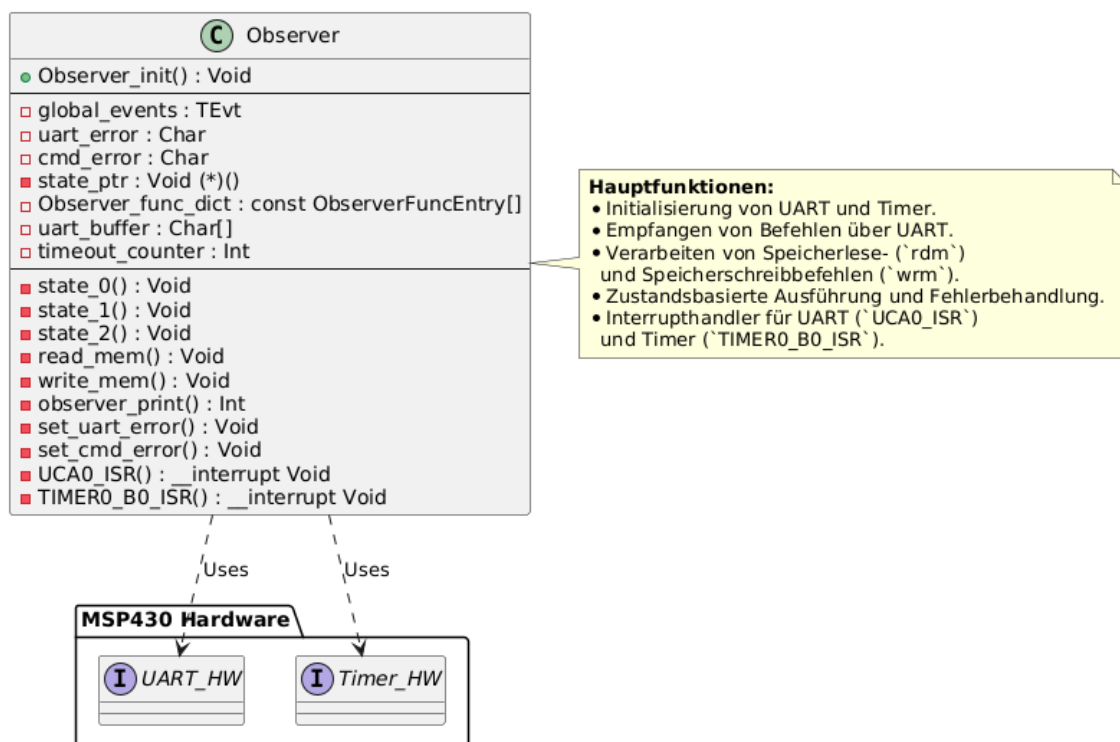 C Observer
Observer_init() : Void
global_events : TEvt
uart_error : Char
cmd_error : Char
state_ptr : Void (*)()
Observer_func_dict : const ObserverFuncEntry[]
uart_buffer : Char[]
timeout_counter : Int
state_0() : Void
state_1() : Void
state_2() : Void
read_mem() : Void
write_mem() : Void
observer_print() : Int
set_uart_error() : Void
set_cmd_error() : Void
UCA0_ISR() : __interrupt Void
TIMER0_B0_ISR() : __interrupt Void
Hauptfunktionen:
• Initialisierung von UART und Timer.
• Empfangen von Befehlen über UART.
• Verarbeiten von Speicherlese- (`rdm`)
und Speicherschreibbefehlen (`wrm`).
• Zustandsbasierte Ausführung und Fehlerbehandlung.
• Interrupthandler für UART (`UCA0_ISR`)
und Timer (`TIMER0_B0_ISR`).
Uses
Uses
MSP430 Hardware
I UART_HW
I Timer_HW